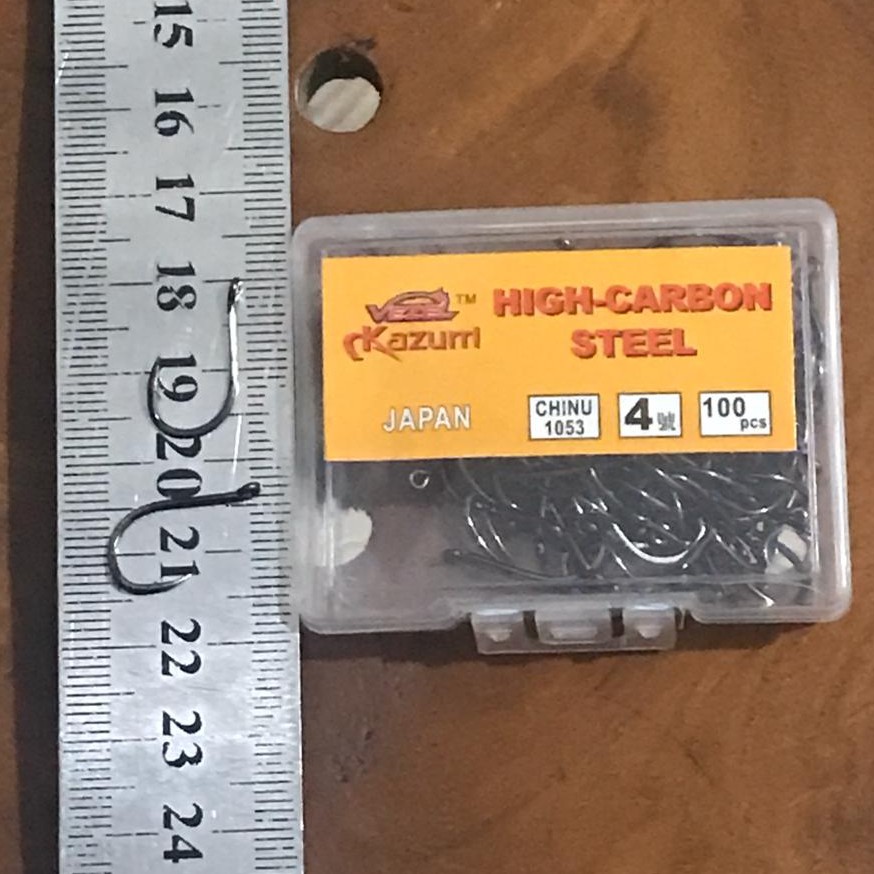 15
16
17
18
19
20
21
22
23
24
VEZEL™
Kazumi
HIGH-CARBON
STEEL
JAPAN
CHINU
1053
4
100
pcs